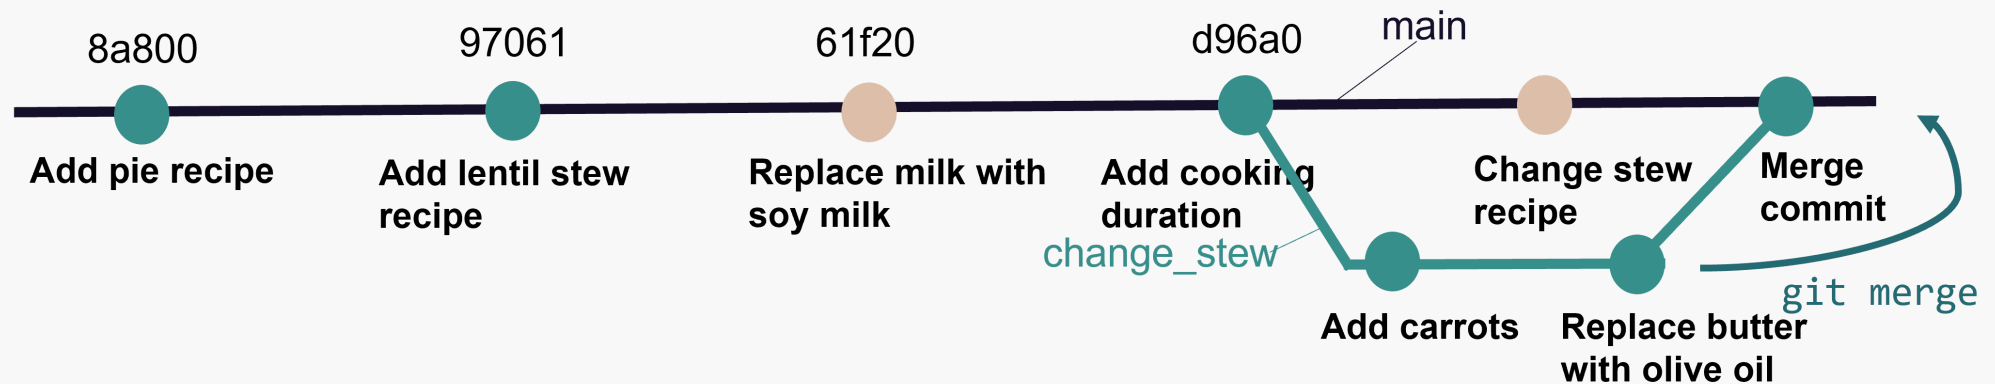 8a800
97061
61f20
d96a0
main
Add pie recipe
Add lentil stew
recipe
Replace milk with
soy milk
Add cooking
duration
change_stew
Change stew
recipe
Merge
commit
git merge
Add carrots
Replace butter
with olive oil